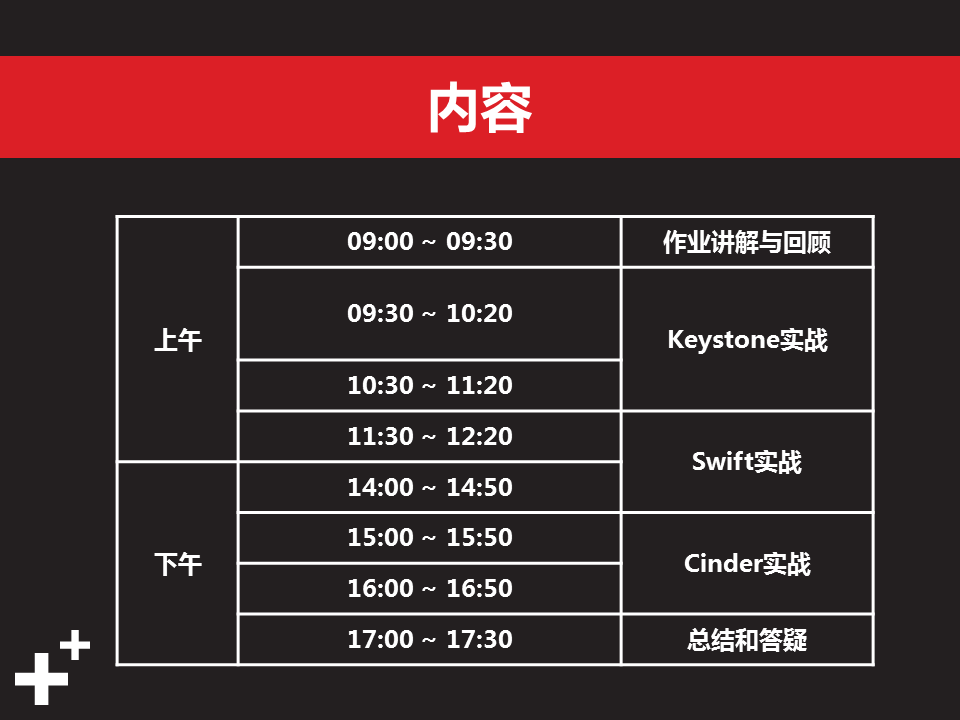 内容
上午
09:00 ~ 09:30
作业讲解与回顾
09:30 ~ 10:20
Keystone实战
10:30 ~ 11:20
11:30 ~ 12:20
Swift实战
下午
14:00 ~ 14:50
15:00 ~ 15:50
Cinder实战
16:00 ~ 16:50
17:00 ~ 17:30
总结和答疑